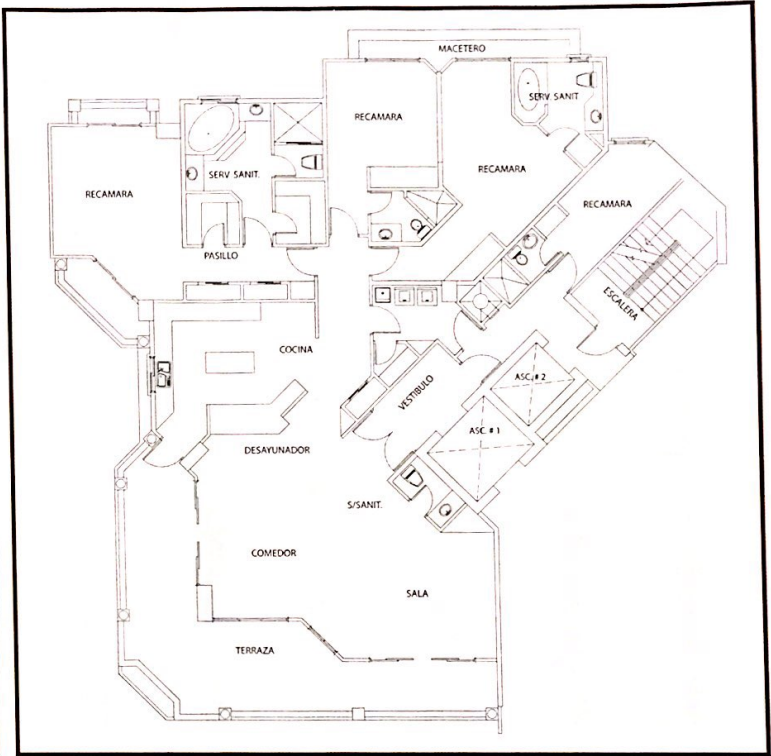 MACETERO
SERV. SANIT
RECAMARA
RECAMARA
RECAMARA
SERV SANIT.
RECAMARA
PASILLO
ESCALERA
COCINA
ASC. # 2
VESTIBULO
ASC. # 1
DESAYUNADOR
S/SANIT.
COMEDOR
SALA
TERRAZA